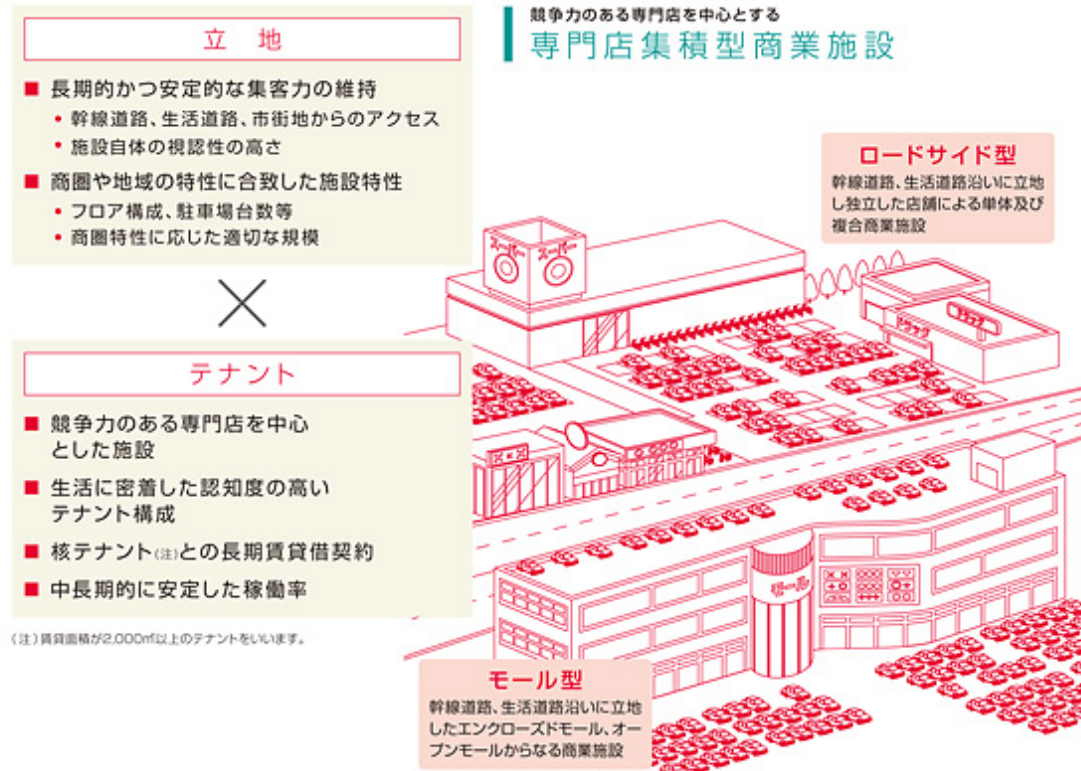 立 地
■ 長期的かつ安定的な集客力の維持
• 幹線道路、生活道路、市街地からのアクセス
• 施設自体の視認性の高さ
■ 商圏や地域の特性に合致した施設特性
• フロア構成、駐車場台数等
• 商圏特性に応じた適切な規模
×
テナント
■ 競争力のある専門店を中心
とした施設
■ 生活に密着した認知度の高い
テナント構成
■ 核テナント(注)との長期賃貸借契約
■ 中長期的に安定した稼働率
(注)賃貸面積が2,000㎡以上のテナントをいいます。
競争力のある専門店を中心とする
専門店集積型商業施設
ロードサイド型
幹線道路、生活道路沿いに立地
し独立した店舗による単体及び
複合商業施設
スーパー スーパー
ドラッグ
モール
モール型
幹線道路、生活道路沿いに立地
したエンクローズドモール、オー
プンモールからなる商業施設